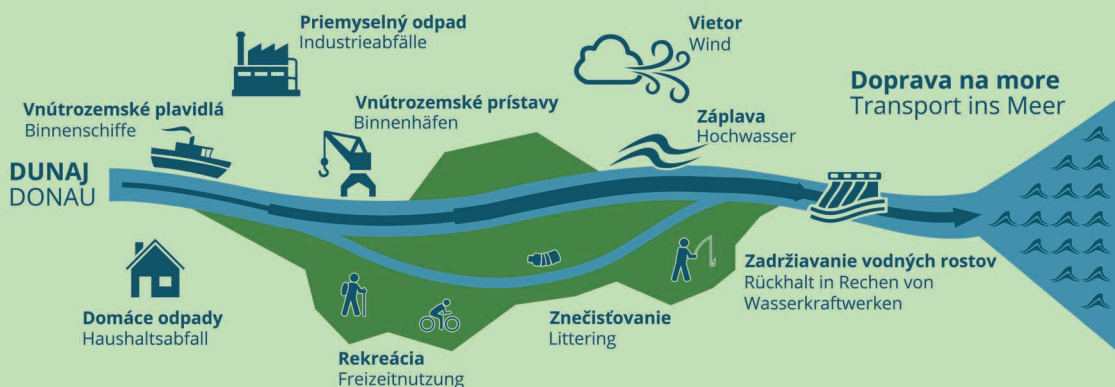 Priemyselný odpad
Industrieabfälle
Vietor
Wind
Doprava na more
Transport ins Meer
Vnútrozemské plavidlá
Binnenschiffe
Vnútrozemské prístavy
Binnenhäfen
Záplava
Hochwasser
DUNAJ
DONAU
Domáce odpady
Haushaltsabfall
Rekreácia
Freizeitnutzung
Znečisťovanie
Littering
Zadržiavanie vodných rostov
Rückhalt in Rechen von
Wasserkraftwerken